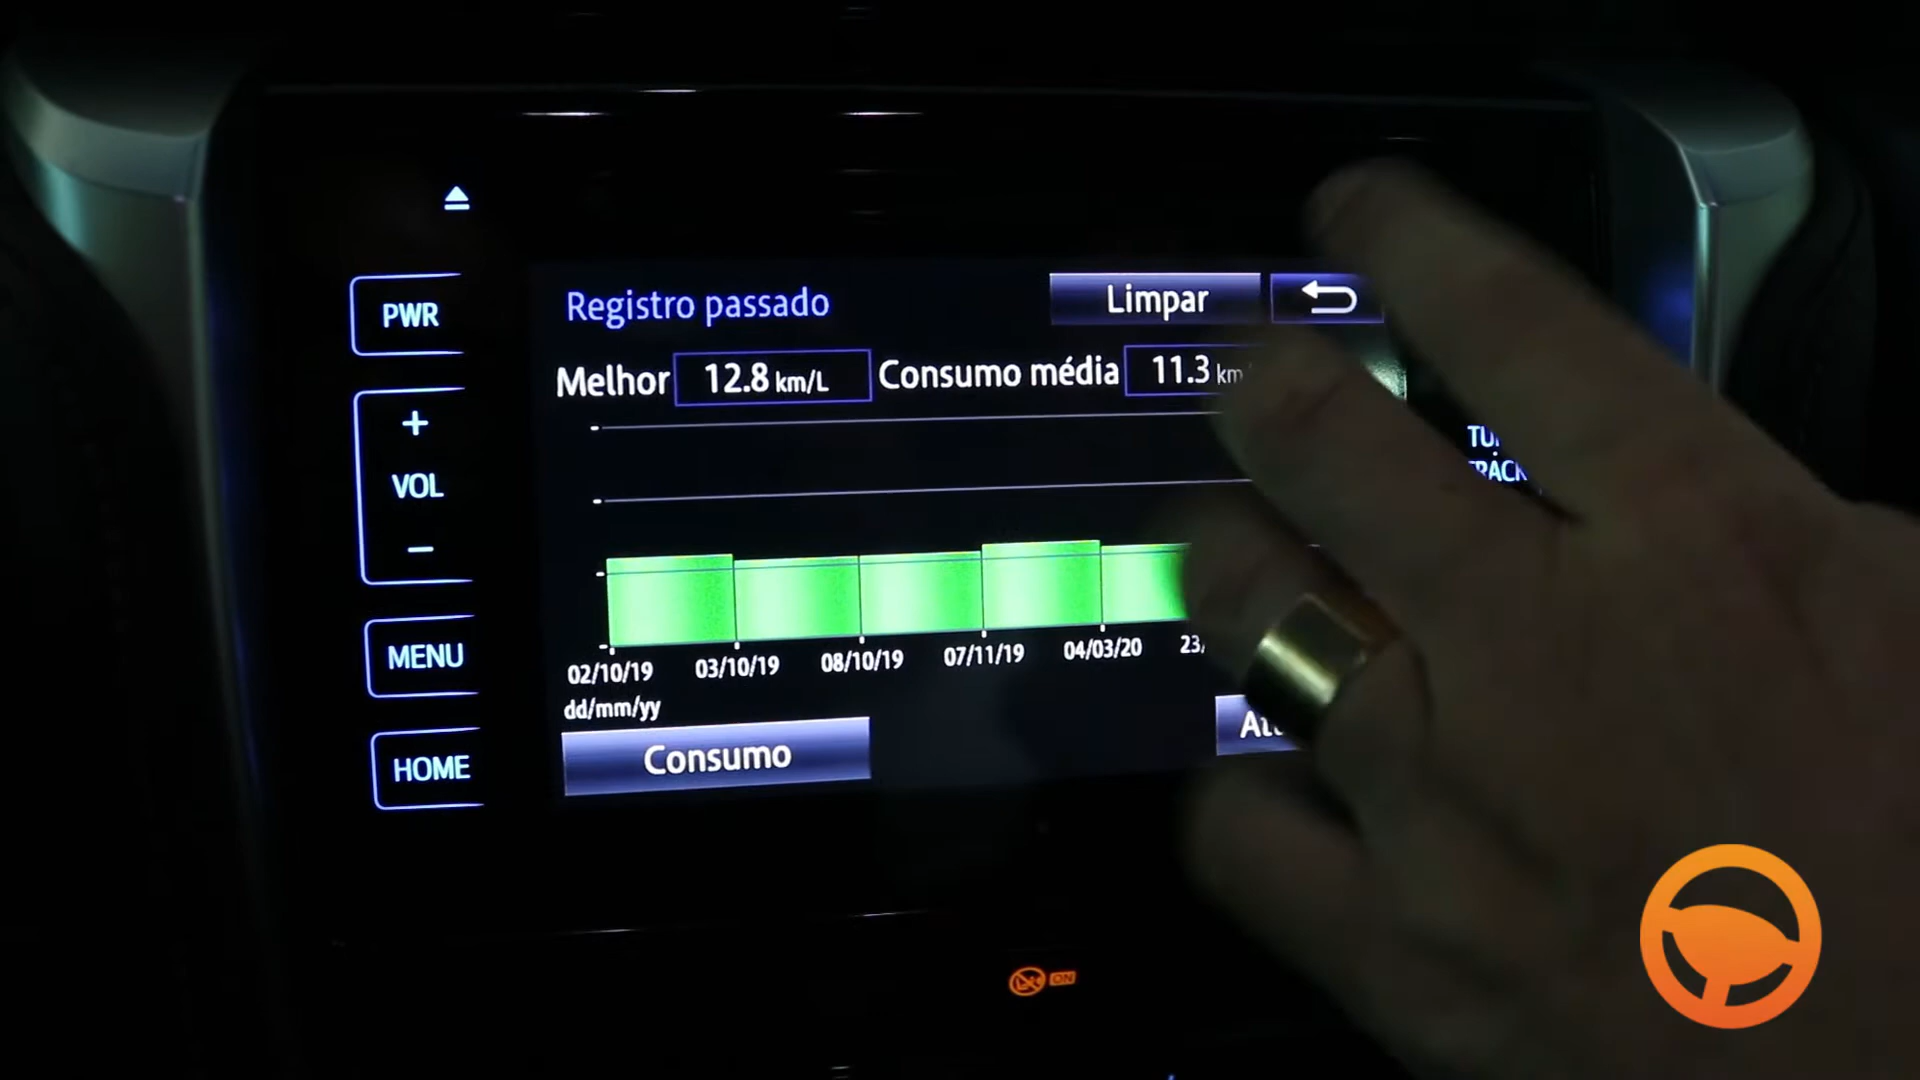 PWR
+
VOL
−
MENU
HOME
Registro passado
Limpar
Melhor 12.8 km/L Consumo média 11.3
02/10/19 03/10/19 08/10/19 07/11/19 04/03/20
dd/mm/yy
Consumo
ON